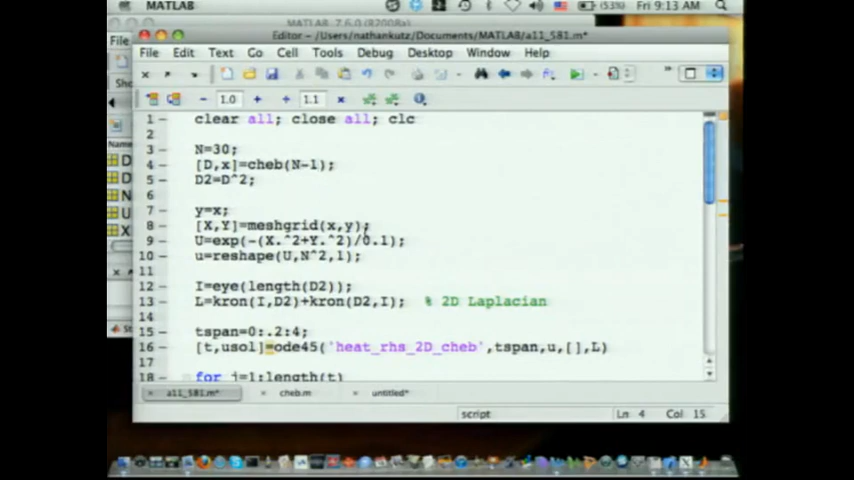 MATLAB
(53%)
Fri 9:13 AM
MATLAB 7.6.0 (R2008a)
Editor – /Users/nathankutz/Documents/MATLAB/a11_581.m*
File
File Edit Text Go Cell Tools Debug Desktop Window Help
− 1.0 + ÷ 1.1 ×
Name
1 − clear all; close all; clc
2
3 − N=30;
4 − [D,x]=cheb(N-1);
5 − D2=D^2;
6
7 − y=x;
8 − [X,Y]=meshgrid(x,y);
9 − U=exp(-(X.^2+Y.^2)/0.1);
10 − u=reshape(U,N^2,1);
11
12 − I=eye(length(D2));
13 − L=kron(I,D2)+kron(D2,I); % 2D Laplacian
14
15 − tspan=0:.2:4;
16 − [t,usol]=ode45('heat_rhs_2D_cheb',tspan,u,[],L)
17
18 − for j=1:length(t)
a11_581.m* cheb.m untitled*
script Ln 4 Col 15